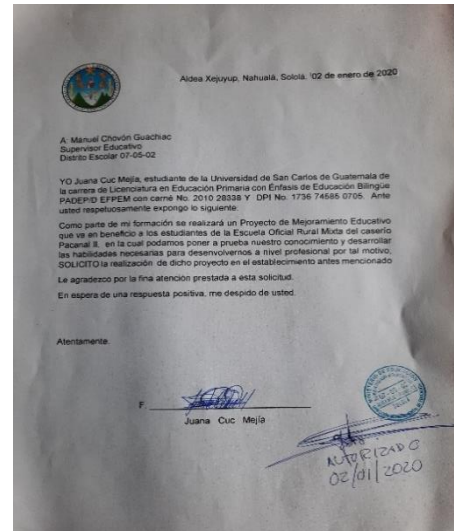 Aldea Xejuyup, Nahualá, Sololá, '02 de enero de 2020
A: Manuel Chovón Guachiac
Supervisor Educativo
Distrito Escolar 07-05-02
YO Juana Cuc Mejía, estudiante de la Universidad de San Carlos de Guatemala de
la carrera de Licenciatura en Educación Primaria con Énfasis de Educación Bilingüe
PADEP/D EFPEM con carné No. 2010 28338 Y DPI No. 1736 74585 0705. Ante
usted respetuosamente expongo lo siguiente.
Como parte de mi formación se realizará un Proyecto de Mejoramiento Educativo
que va en beneficio a los estudiantes de la Escuela Oficial Rural Mixta del caserío
Pacanal II, en la cual podamos poner a prueba nuestro conocimiento y desarrollar
las habilidades necesarias para desenvolvernos a nivel profesional por tal motivo,
SOLICITO la realización de dicho proyecto en el establecimiento antes mencionado
Le agradezco por la fina atención prestada a esta solicitud.
En espera de una respuesta positiva, me despido de usted.
Atentamente.
F
Juana Cuc Mejía
AUTORIZADO
02/01/2020